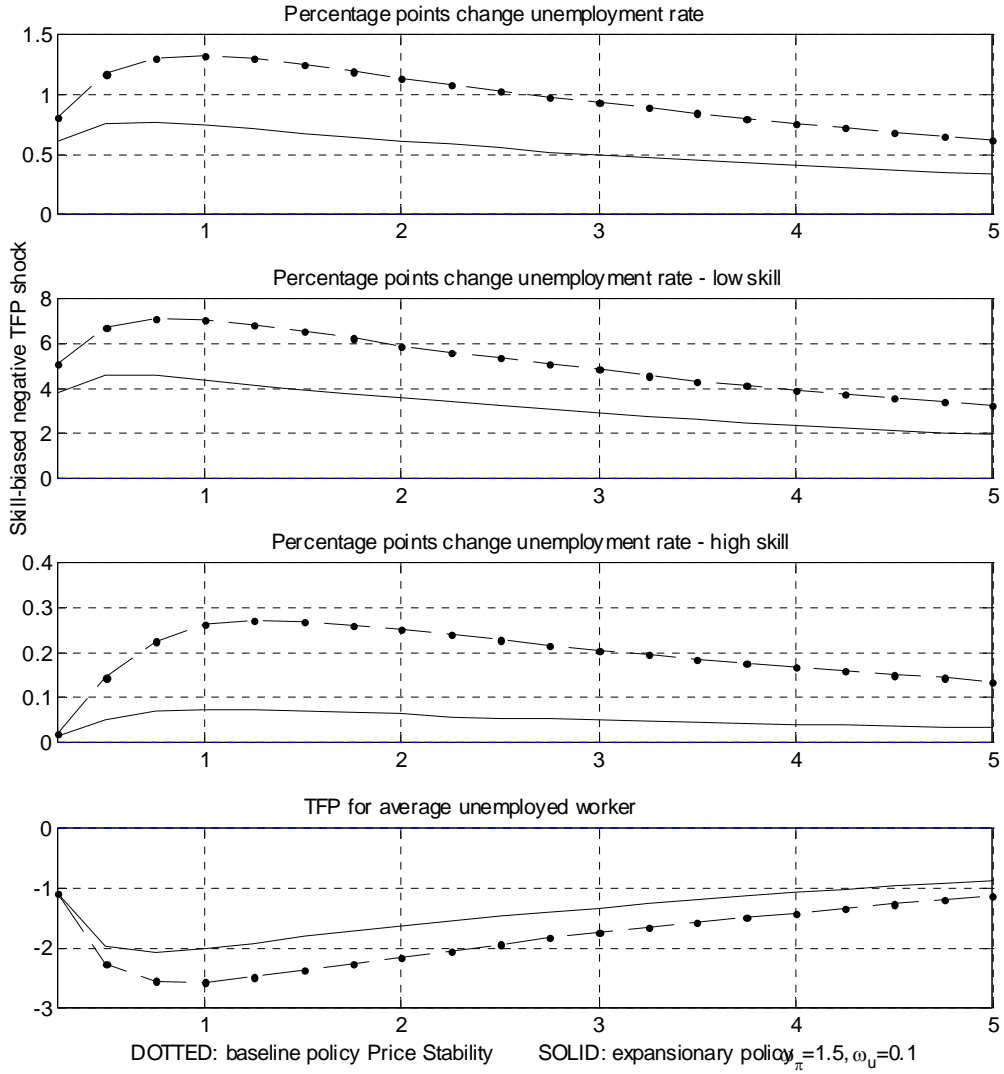 Percentage points change unemployment rate
1.5
1
0.5
0
1 2 3 4 5
Skill-biased negative TFP shock
Percentage points change unemployment rate - low skill
8
6
4
2
0
1 2 3 4 5
Percentage points change unemployment rate - high skill
0.4
0.3
0.2
0.1
0
1 2 3 4 5
TFP for average unemployed worker
0
-1
-2
-3
1 2 3 4 5
DOTTED: baseline policy Price Stability SOLID: expansionary policy ω_π=1.5, ω_u=0.1